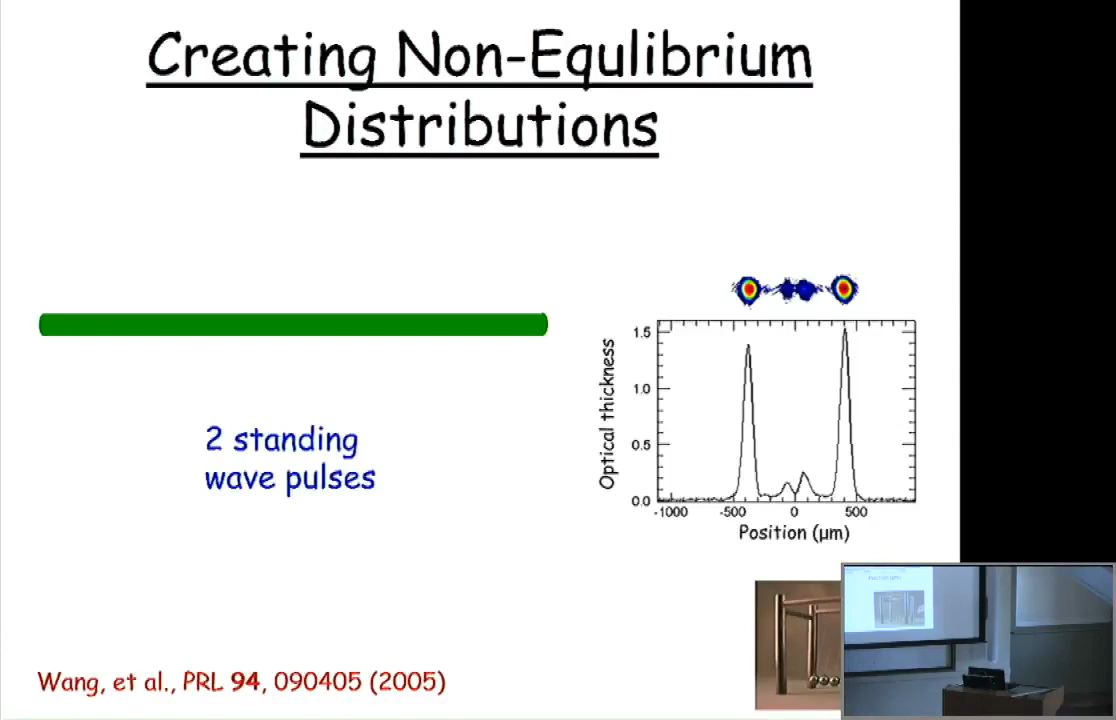 Creating Non-Equlibrium
Distributions
2 standing
wave pulses
Optical thickness
1.5
1.0
0.5
0.0
-1000 -500 0 500
Position (µm)
Wang, et al., PRL 94, 090405 (2005)